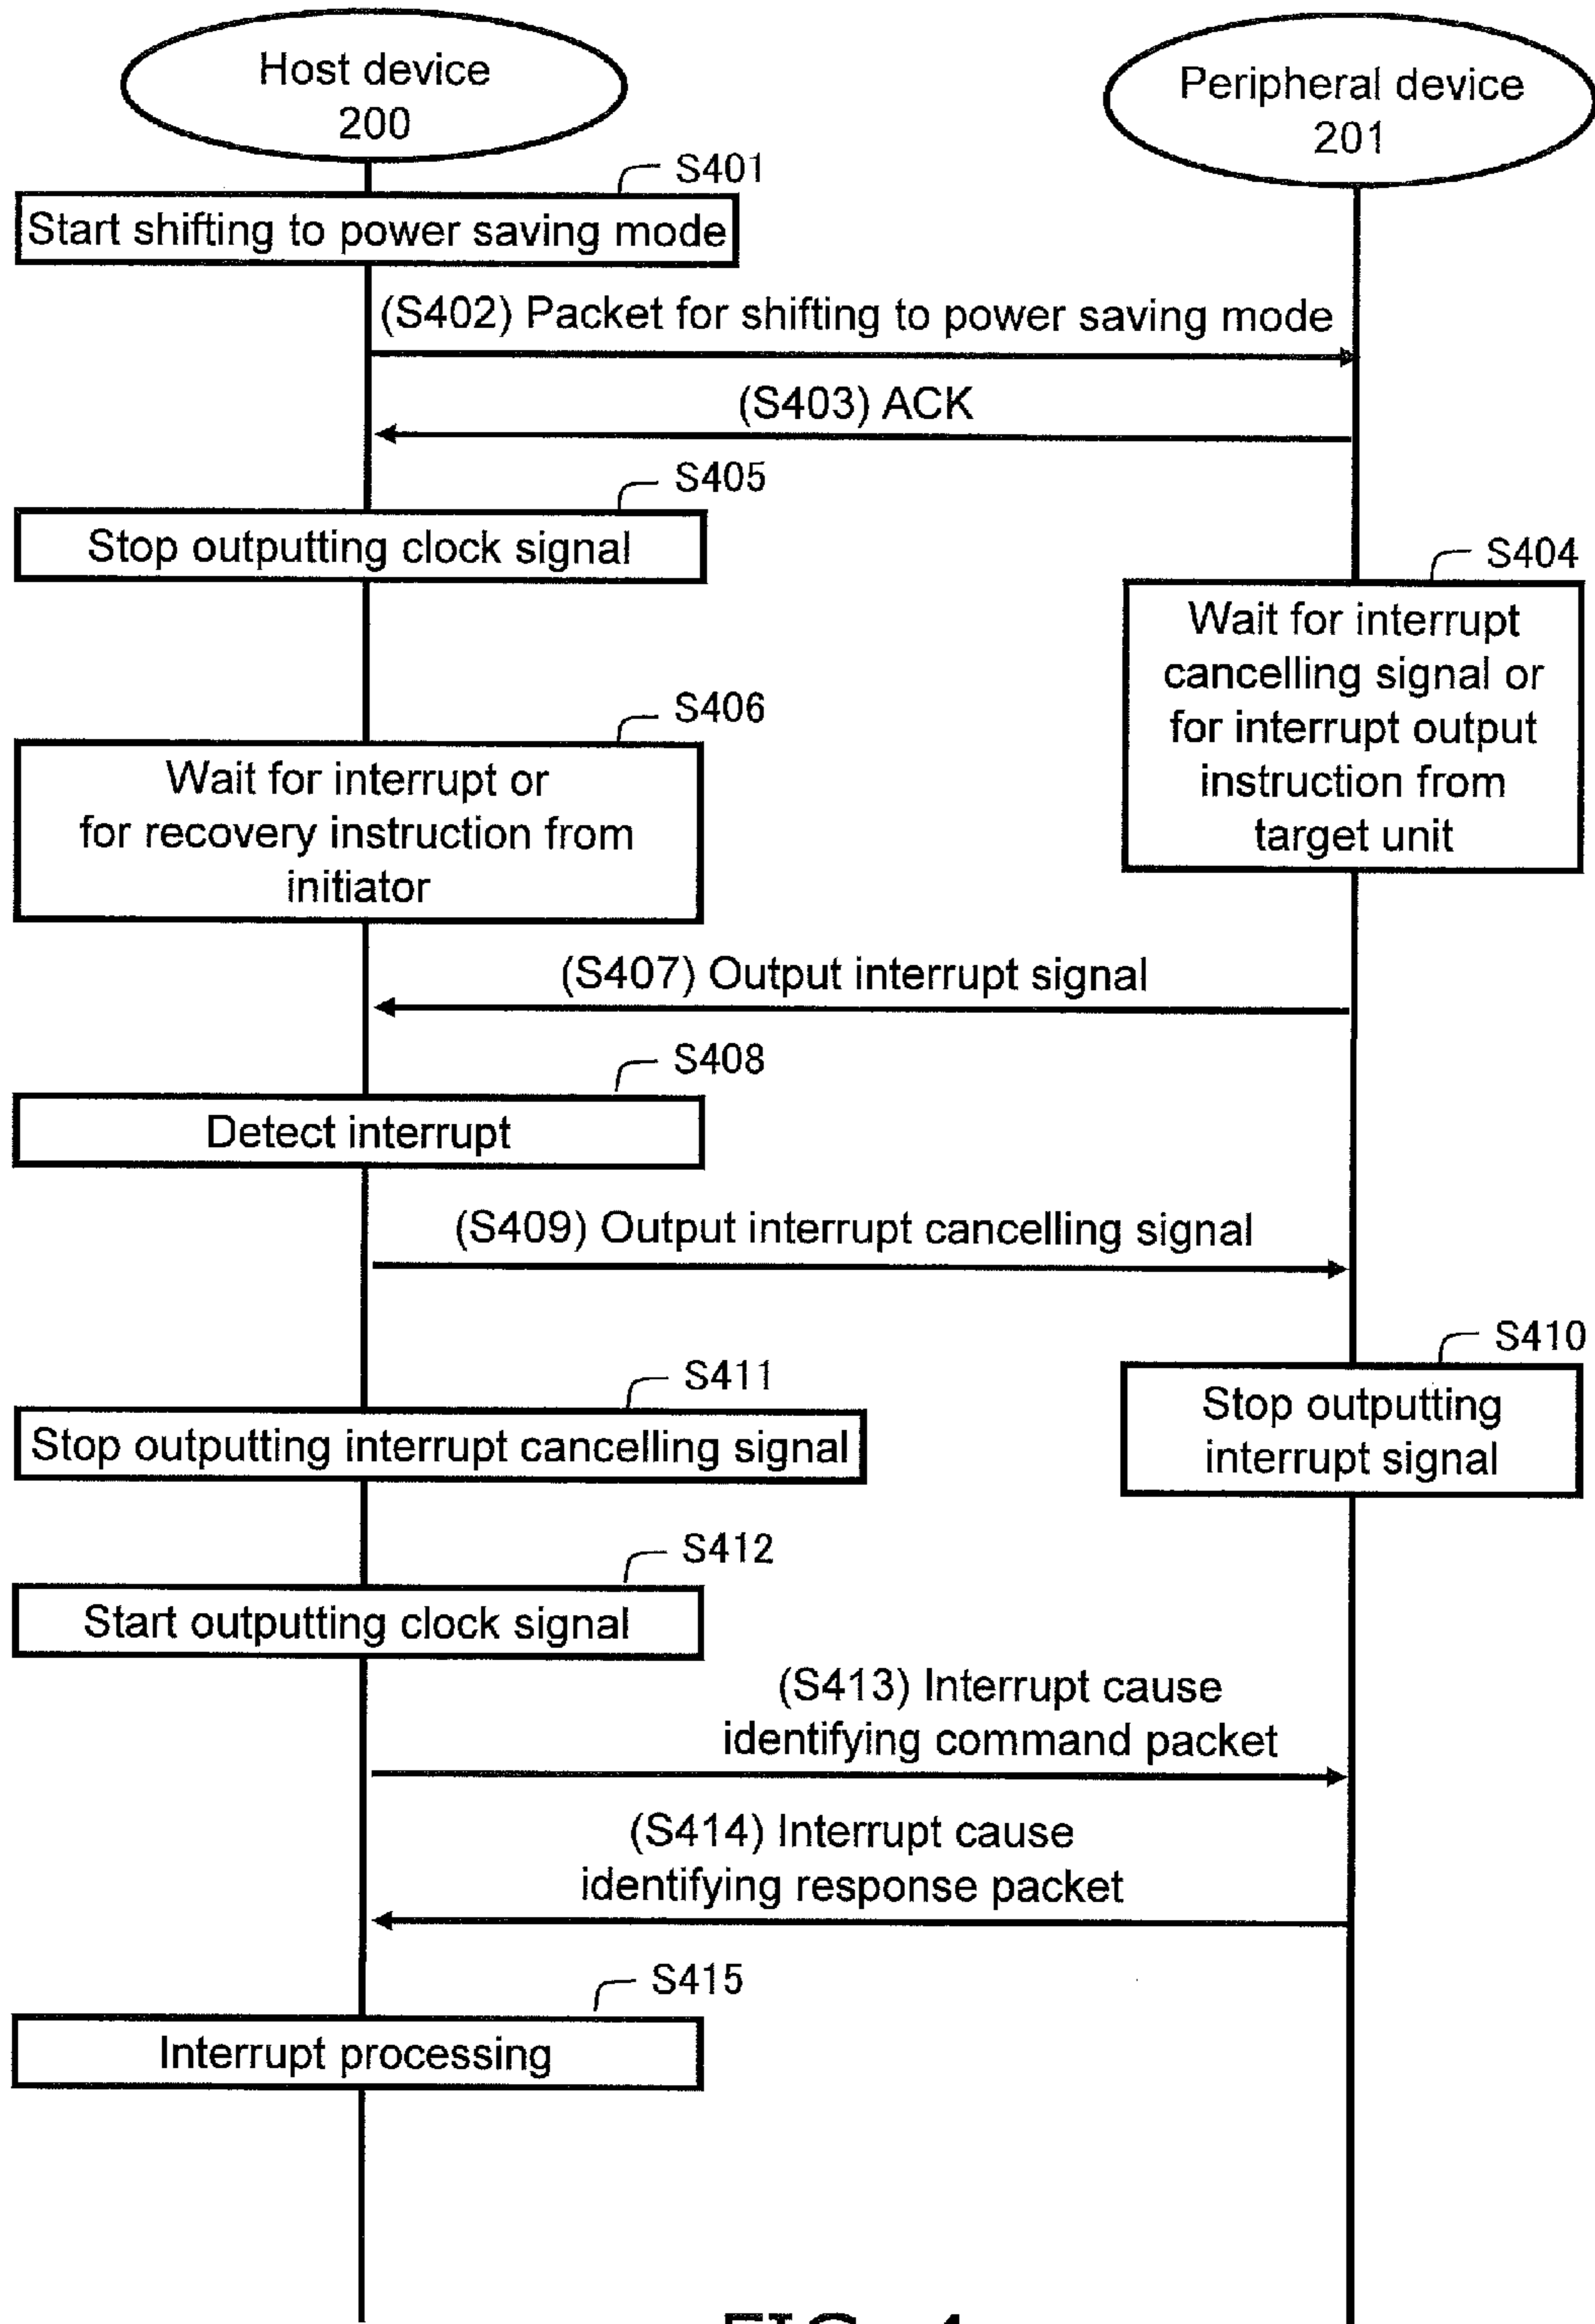 Host device
200
Peripheral device
201
S401
Start shifting to power saving mode
(S402) Packet for shifting to power saving mode
(S403) ACK
S405
Stop outputting clock signal
S404
Wait for interrupt
cancelling signal or
for interrupt output
instruction from
target unit
S406
Wait for interrupt or
for recovery instruction from
initiator
(S407) Output interrupt signal
S408
Detect interrupt
(S409) Output interrupt cancelling signal
S410
Stop outputting
interrupt signal
S411
Stop outputting interrupt cancelling signal
S412
Start outputting clock signal
(S413) Interrupt cause
identifying command packet
(S414) Interrupt cause
identifying response packet
S415
Interrupt processing